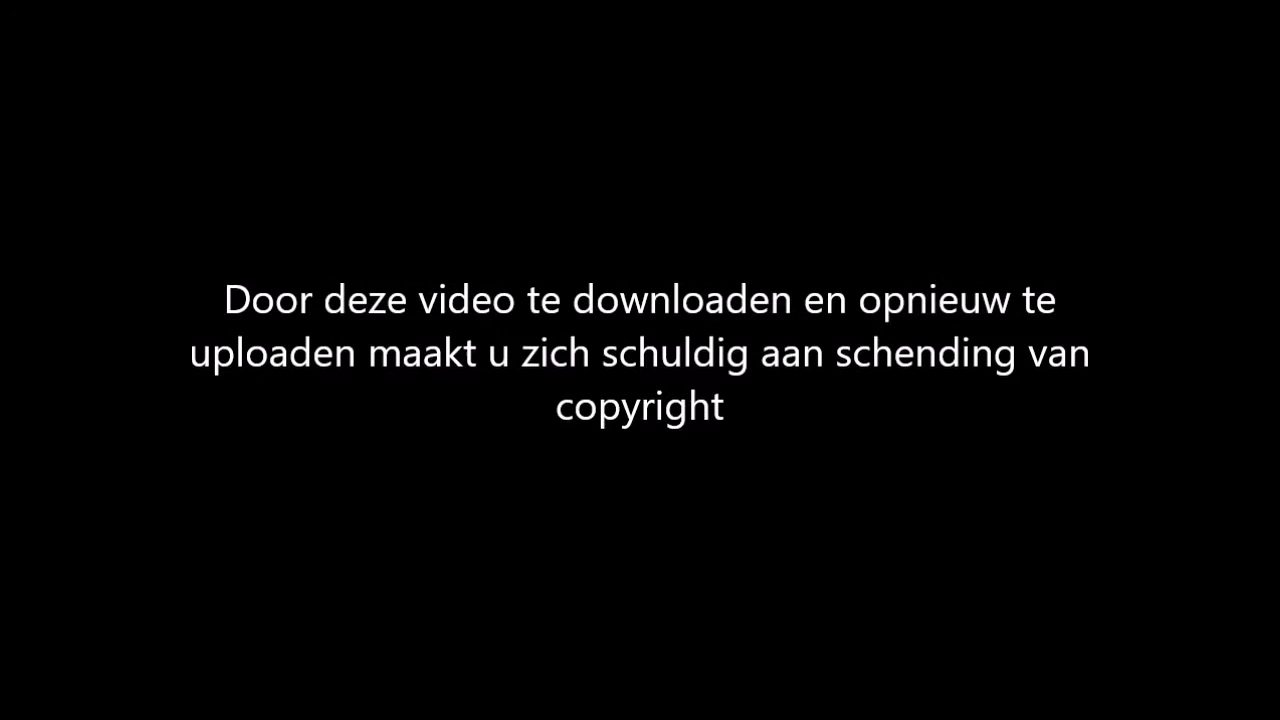 Door deze video te downloaden en opnieuw te
uploaden maakt u zich schuldig aan schending van
copyright